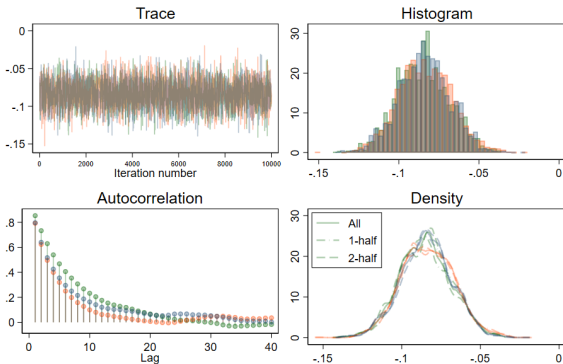 Trace
0
-.05
-.1
-.15
0 2000 4000 6000 8000 10000
Iteration number
Histogram
30
20
10
0
-.15 -.1 -.05 0
Autocorrelation
.8
.6
.4
.2
0
0 10 20 30 40
Lag
Density
30
20
10
0
All
1-half
2-half
-.15 -.1 -.05 0